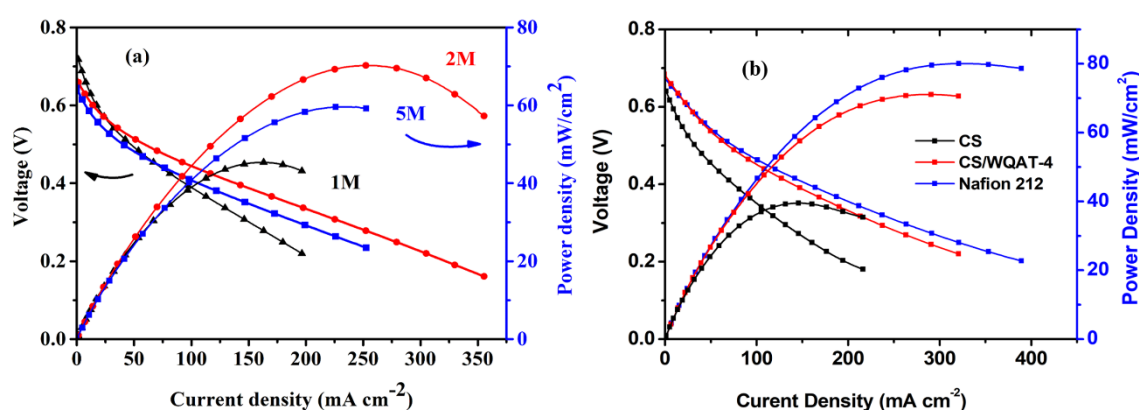 (a)
2M
5M
1M
Voltage (V)
0.8
0.6
0.4
0.2
0.0
0 50 100 150 200 250 300 350
Current density (mA cm-2)
80
60
40
20
0
Power density(mW/cm2)
(b)
CS
CS/WQAT-4
Nafion 212
Voltage (V)
0.8
0.6
0.4
0.2
0.0
0 100 200 300 400
Curent Density (mA cm-2)
80
60
40
20
0
Power Density (mW/cm2)